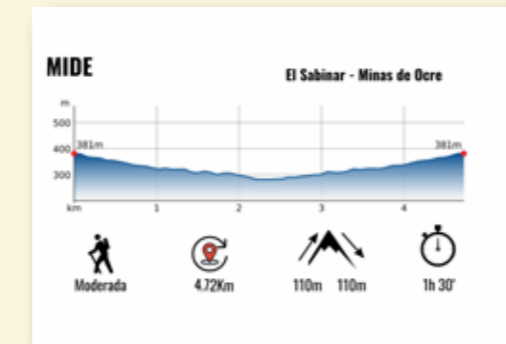 MIDE
El Sabinar - Minas de Ocre
m
500
400
300
381m
381m
km
1
2
3
4
Moderada
4.72Km
110m 110m
1h 30'